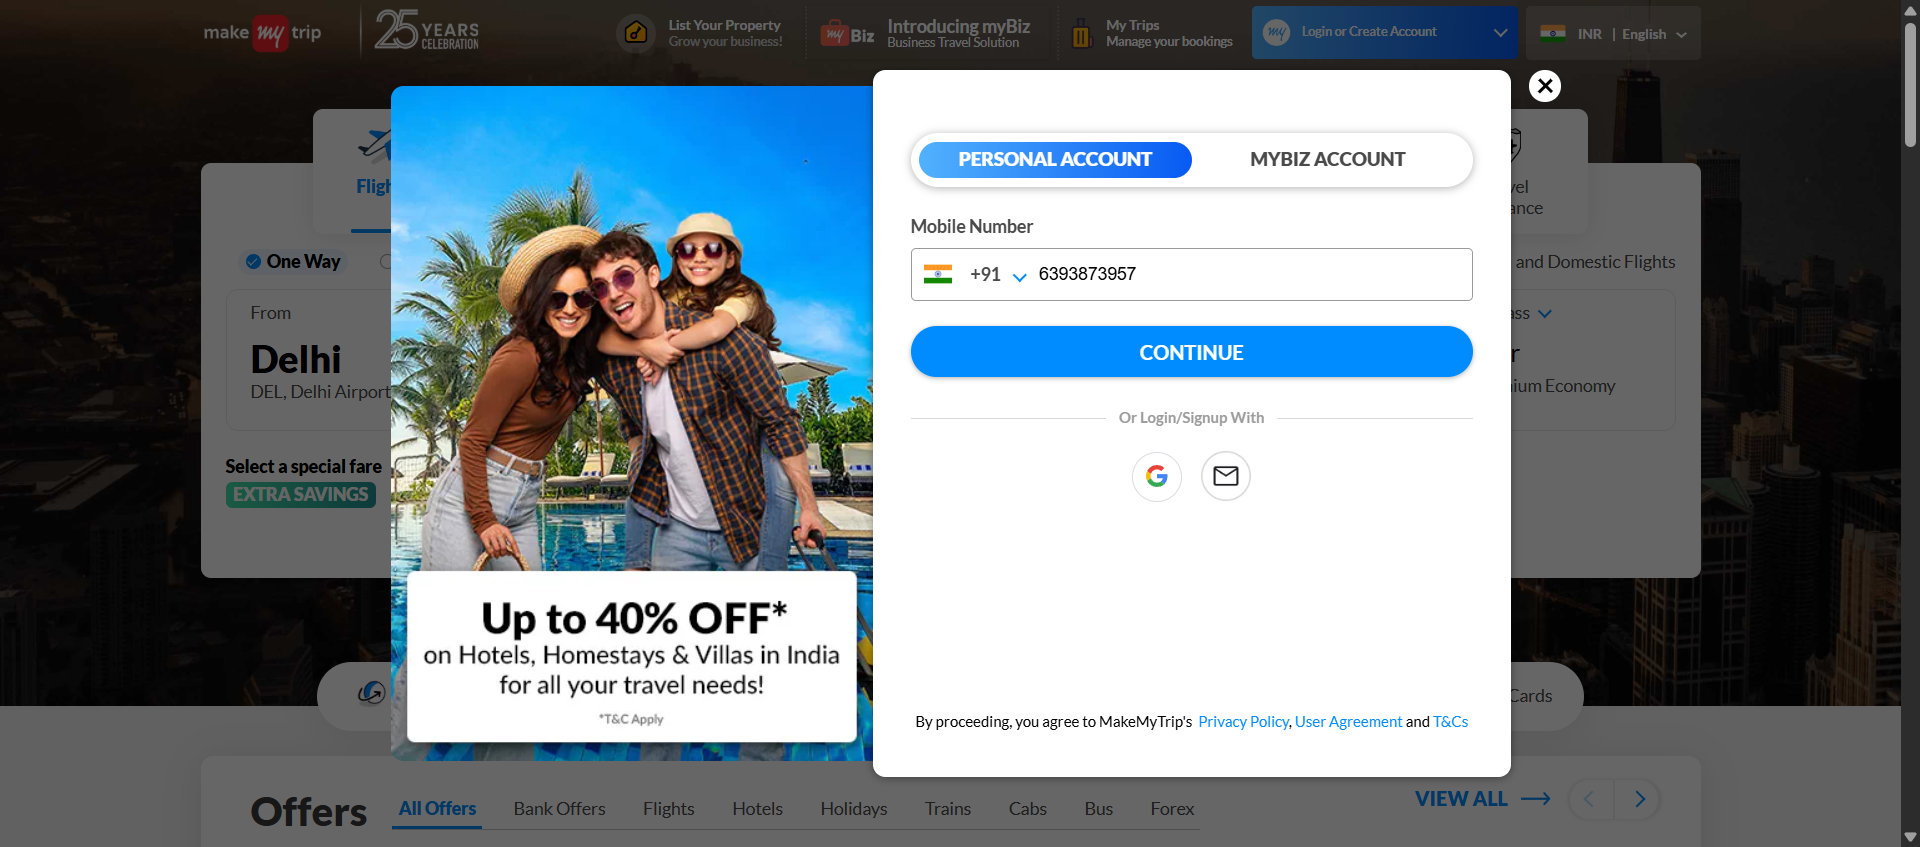 make my trip
25 YEARS CELEBRATION
List Your Property
Grow your business!
my Biz
Introducing myBiz
Business Travel Solution
My Trips
Manage your bookings
my
Login or Create Account
INR | English
PERSONAL ACCOUNT
MYBIZ ACCOUNT
Mobile Number
+91 6393873957
CONTINUE
Or Login/Signup With
By proceeding, you agree to MakeMyTrip's Privacy Policy, User Agreement and T&Cs
One Way
and Domestic Flights
From
Delhi
DEL, Delhi Airport
Economy
Select a special fare
EXTRA SAVINGS
Up to 40% OFF*
on Hotels, Homestays & Villas in India
for all your travel needs!
*T&C Apply
Cards
Offers
All Offers
Bank Offers
Flights
Hotels
Holidays
Trains
Cabs
Bus
Forex
VIEW ALL